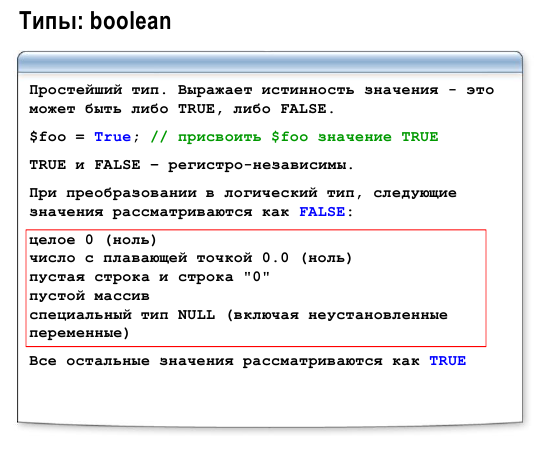 Типы: boolean
Простейший тип. Выражает истинность значения - это
может быть либо TRUE, либо FALSE.
$foo = True; // присвоить $foo значение TRUE
TRUE и FALSE – регистро-независимы.
При преобразовании в логический тип, следующие
значения рассматриваются как FALSE:
целое 0 (ноль)
число с плавающей точкой 0.0 (ноль)
пустая строка и строка "0"
пустой массив
специальный тип NULL (включая неустановленные
переменные)
Все остальные значения рассматриваются как TRUE